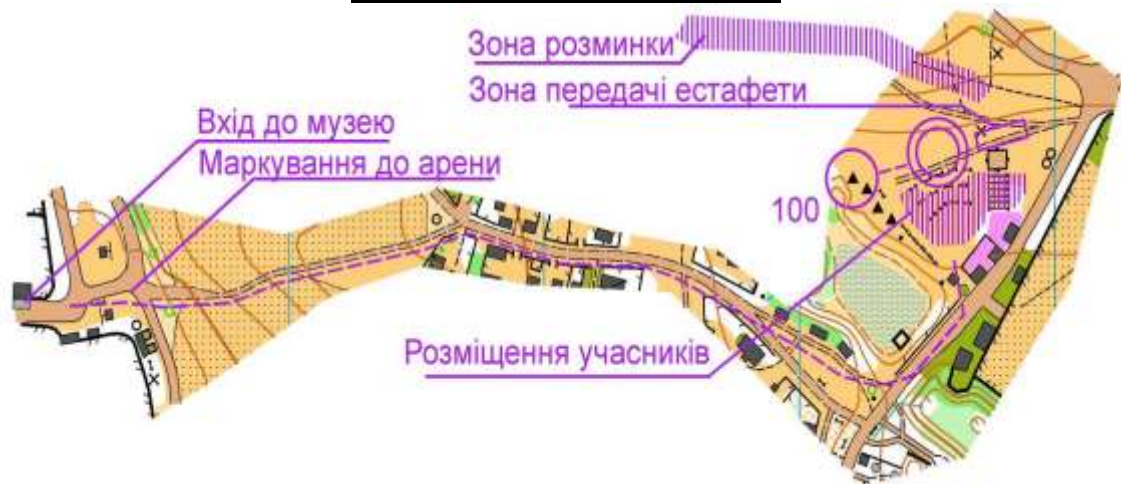 Зона розминки
Зона передачі естафети
Вхід до музею
Маркування до арени
100
Розміщення учасників